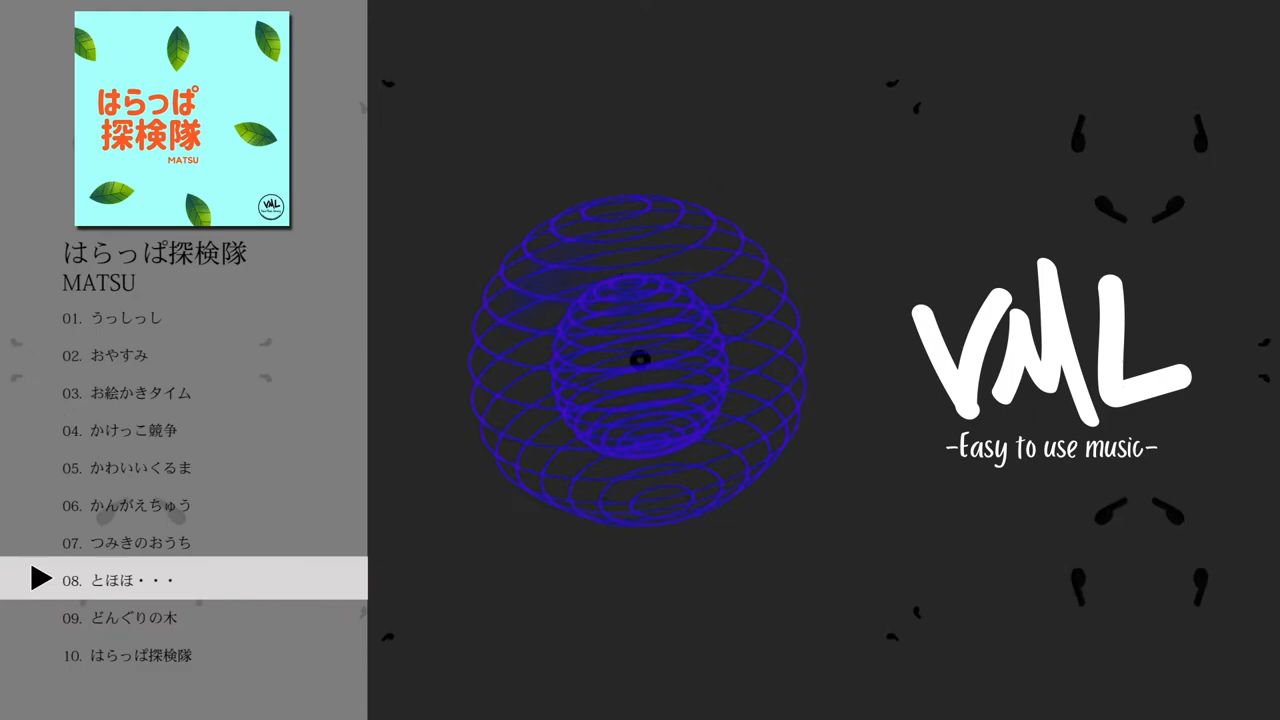 はらっぱ
探検隊
MATSU
VML
はらっぱ探検隊
MATSU
01. うっしっし
02. おやすみ
03. お絵かきタイム
04. かけっこ競争
05. かわいいくるま
06. かんがえちゅう
07. つみきのおうち
08. とほほ・・・
09. どんぐりの木
10. はらっぱ探検隊
VML
-Easy to use music-